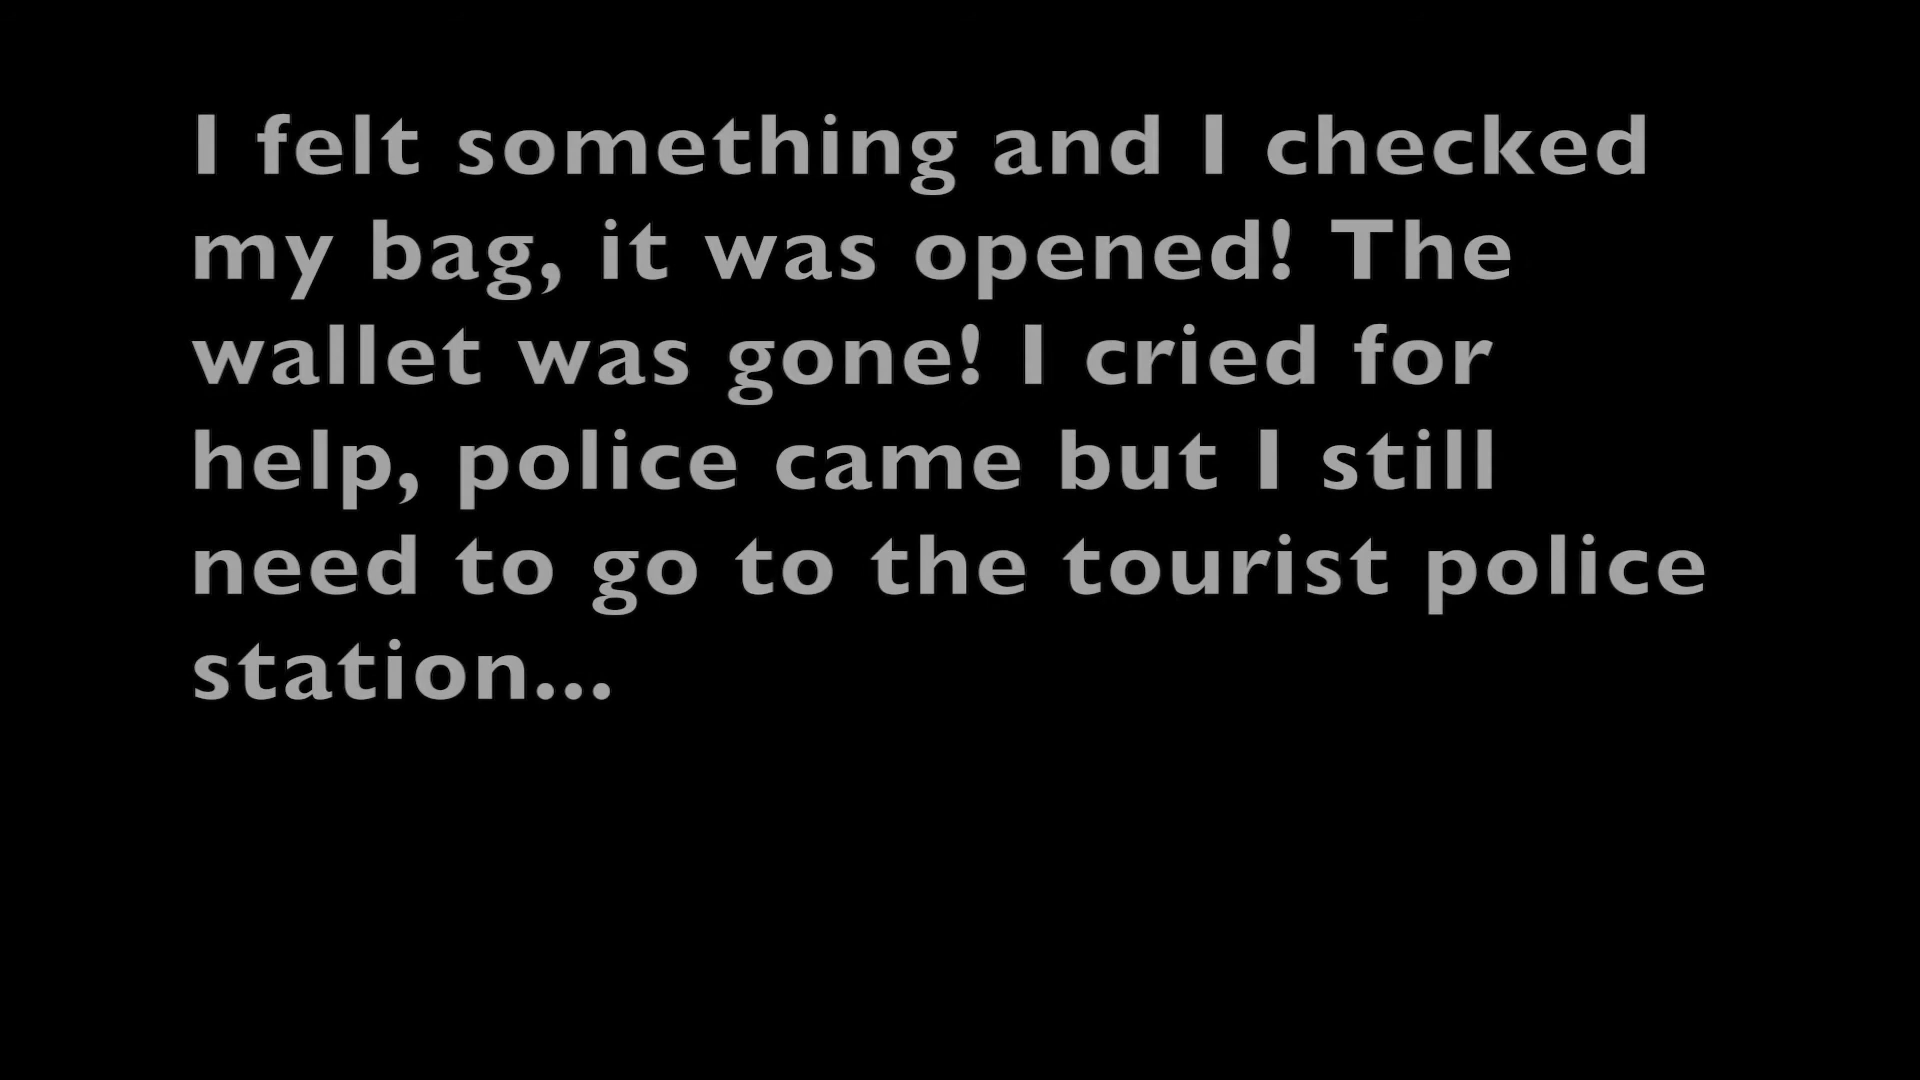 I felt something and I checked
my bag, it was opened! The
wallet was gone! I cried for
help, police came but I still
need to go to the tourist police
station...